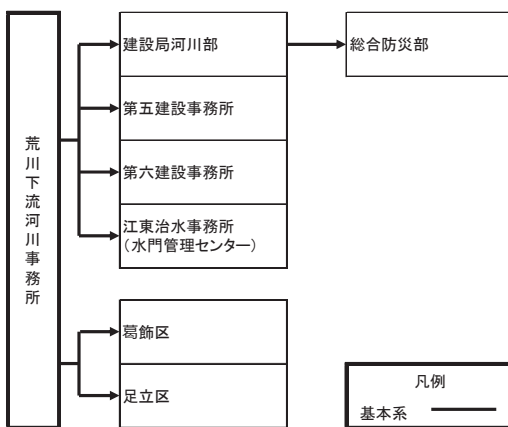 荒川下流河川事務所
建設局河川部
総合防災部
第五建設事務所
第六建設事務所
江東治水事務所
（水門管理センター）
葛飾区
足立区
凡例
基本系